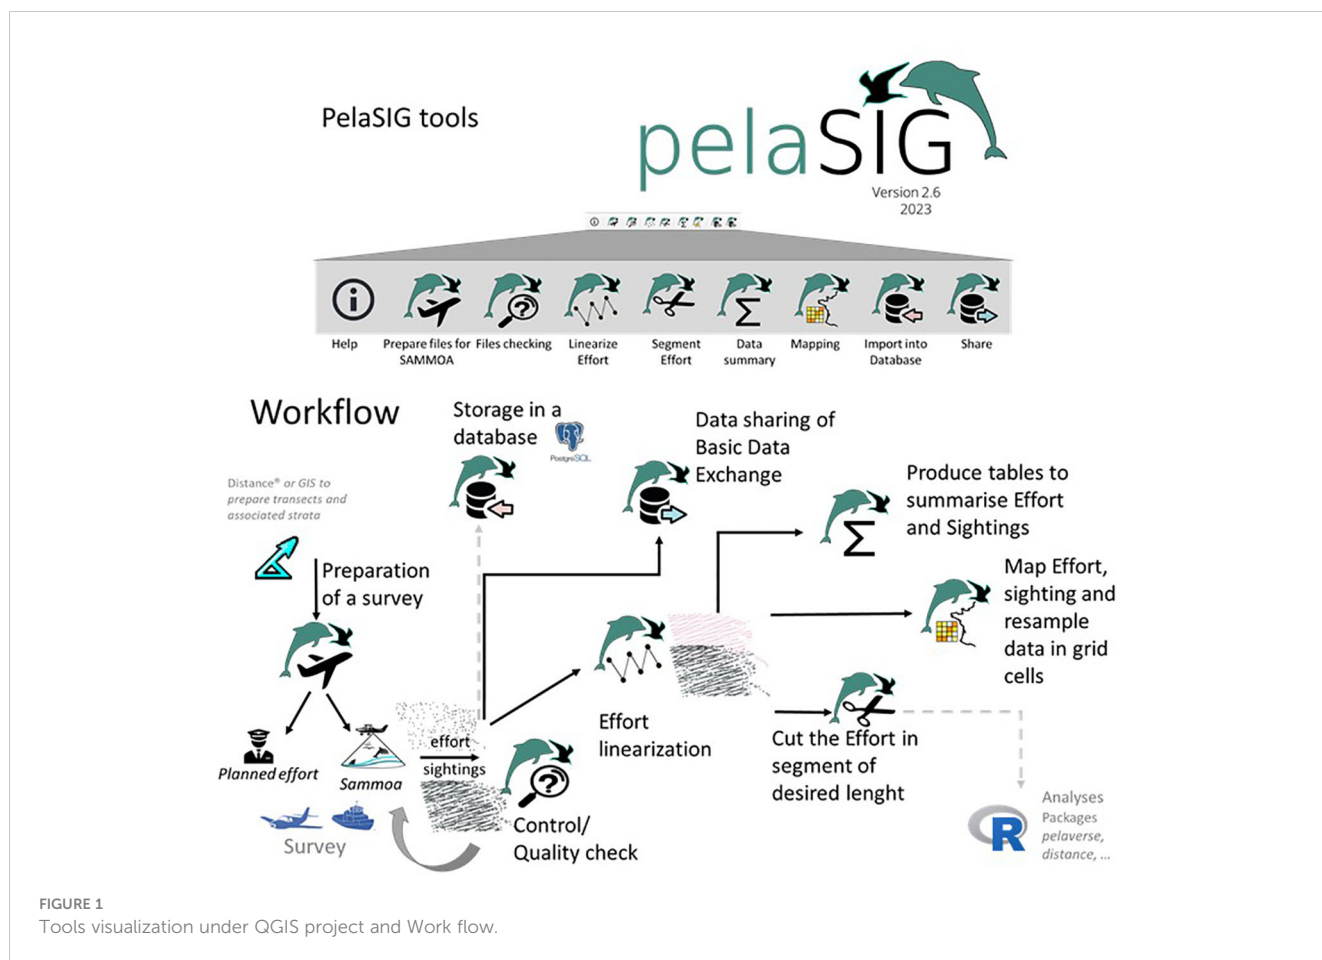 PelaSIG tools
pelaSIG
Version 2.6
2023
Help
Prepare files for
SAMMOA
Files checking
Linearize
Effort
Segment
Effort
Data
summary
Mapping
Import into
Database
Share
Workflow
Storage in a
database
PostgreSQL
Data sharing of
Basic Data
Exchange
Produce tables to
summarise Effort
and Sightings
Distance® or GIS to
prepare transects and
associated strata
Preparation
of a survey
Map Effort,
sighting and
resample
data in grid
cells
Effort
linearization
effort
sightings
Planned effort
Sammoa
Survey
Control/
Quality check
Cut the Effort in
segment of
desired lenght
R
Analyses
Packages
pelaverse,
distance, ...
FIGURE 1
Tools visualization under QGIS project and Work flow.